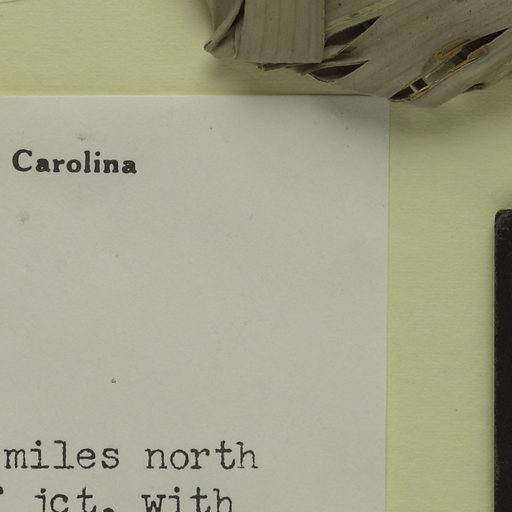 Carolina
miles north
jct. with